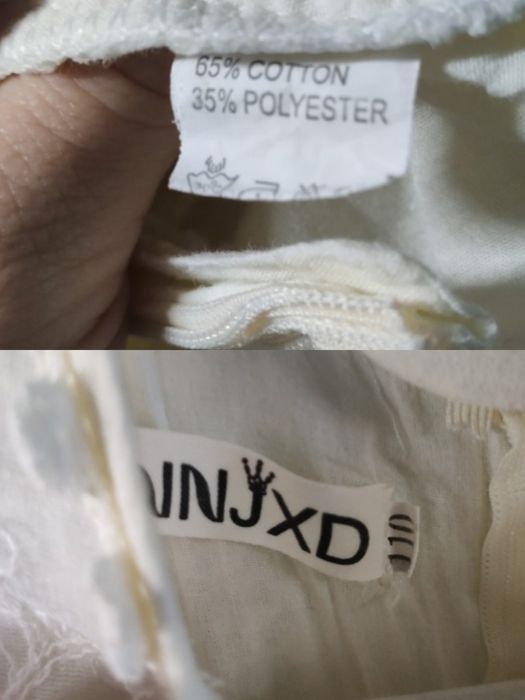 65% COTTON
35% POLYESTER
NNJXD
110